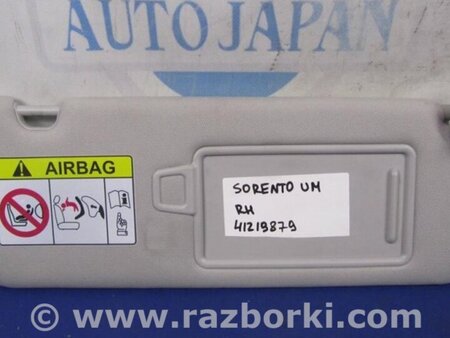 AUTO JAPAN
AIRBAG
SORENTO UM
RH
41219879
© www.razborki.com